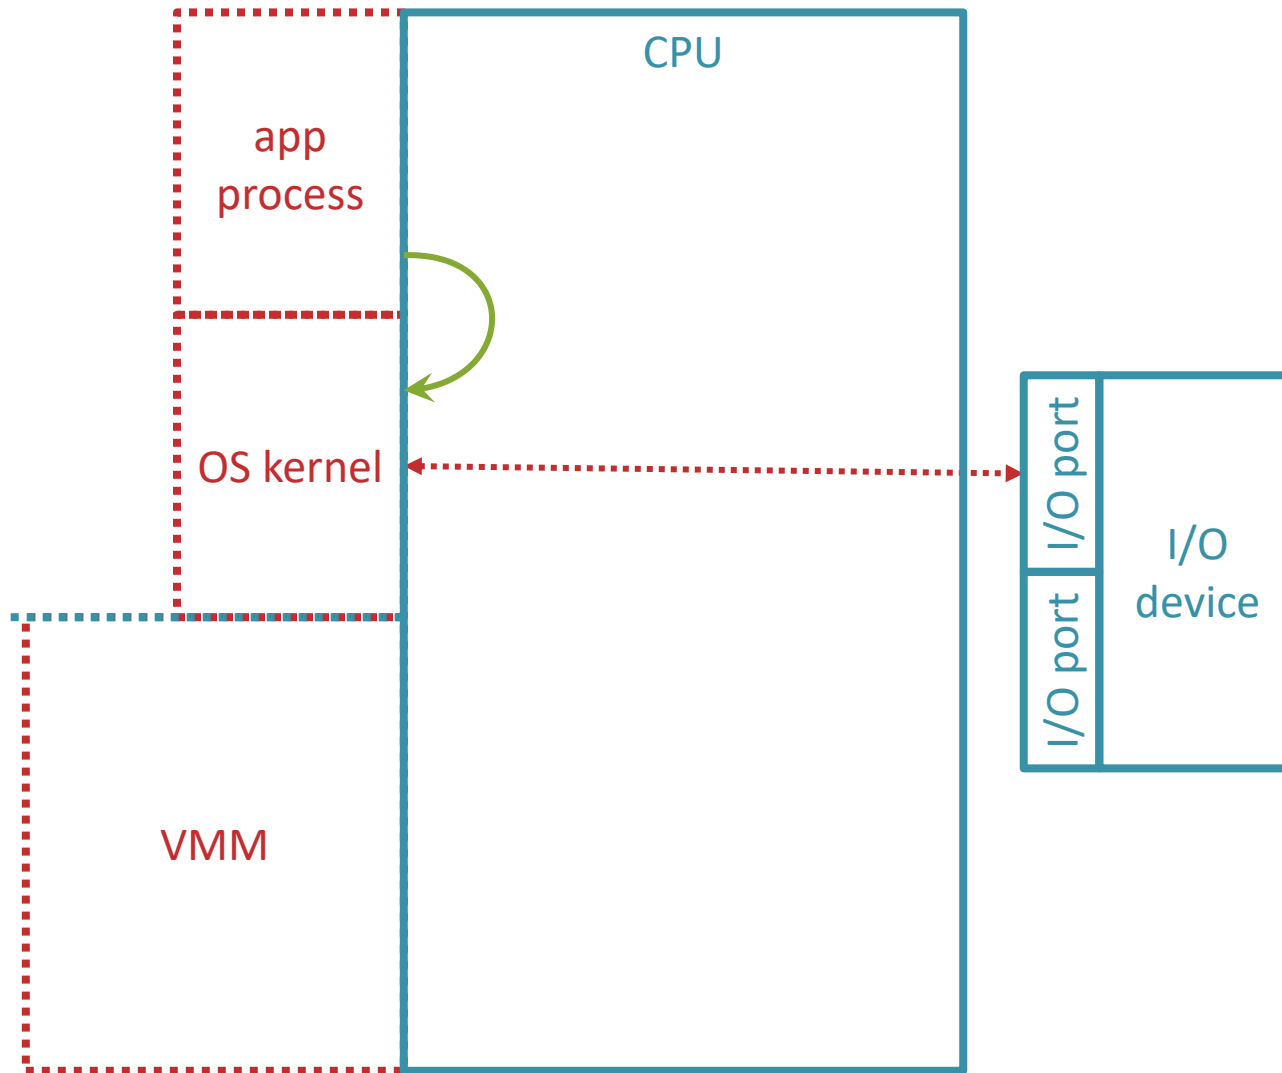 CPU
app
process
OS kernel
I/O port
I/O port
I/O
device
VMM